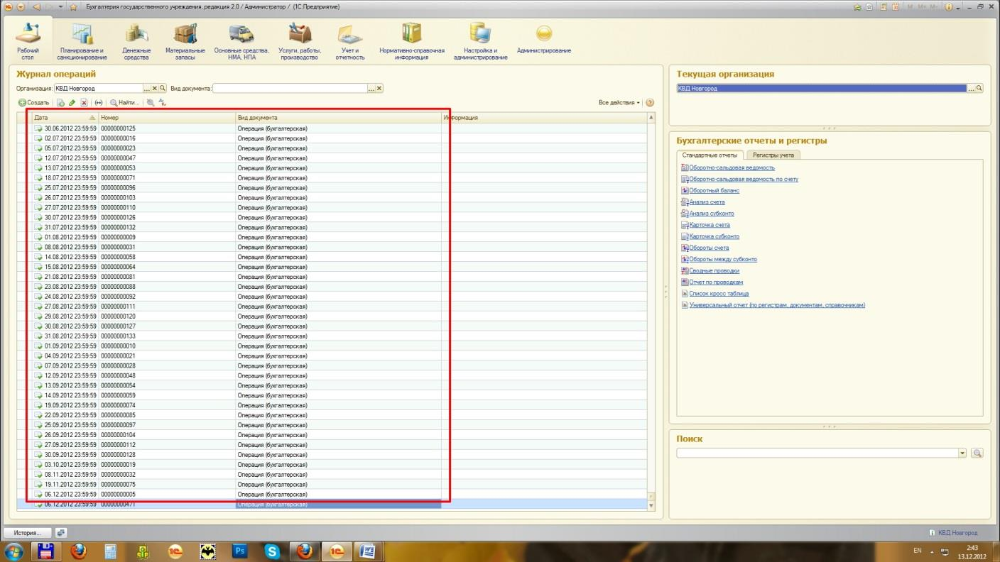 Бухгалтерия государственного учреждения, редакция 2.0 / Администратор / (1С:Предприятие)
M M+ M-
Рабочий стол
Планирование и санкционирование
Денежные средства
Материальные запасы
Основные средства, НМА, НПА
Услуги, работы, производство
Учет и отчетность
Нормативно-справочная информация
Настройка и администрирование
Администрирование
Журнал операций
Организация: КВД Новгород ... Вид документа: ...
Создать Найти... Все действия
Дата Номер Вид документа Информация
30.06.2012 23:59:59 00000000125 Операция (бухгалтерская)
02.07.2012 23:59:59 00000000016 Операция (бухгалтерская)
05.07.2012 23:59:59 00000000023 Операция (бухгалтерская)
12.07.2012 23:59:59 00000000047 Операция (бухгалтерская)
13.07.2012 23:59:59 00000000053 Операция (бухгалтерская)
18.07.2012 23:59:59 00000000071 Операция (бухгалтерская)
25.07.2012 23:59:59 00000000096 Операция (бухгалтерская)
26.07.2012 23:59:59 00000000103 Операция (бухгалтерская)
27.07.2012 23:59:59 00000000110 Операция (бухгалтерская)
30.07.2012 23:59:59 00000000126 Операция (бухгалтерская)
31.07.2012 23:59:59 00000000132 Операция (бухгалтерская)
01.08.2012 23:59:59 00000000009 Операция (бухгалтерская)
08.08.2012 23:59:59 00000000031 Операция (бухгалтерская)
14.08.2012 23:59:59 00000000058 Операция (бухгалтерская)
15.08.2012 23:59:59 00000000064 Операция (бухгалтерская)
21.08.2012 23:59:59 00000000081 Операция (бухгалтерская)
23.08.2012 23:59:59 00000000088 Операция (бухгалтерская)
24.08.2012 23:59:59 00000000092 Операция (бухгалтерская)
27.08.2012 23:59:59 00000000111 Операция (бухгалтерская)
29.08.2012 23:59:59 00000000120 Операция (бухгалтерская)
30.08.2012 23:59:59 00000000127 Операция (бухгалтерская)
31.08.2012 23:59:59 00000000133 Операция (бухгалтерская)
01.09.2012 23:59:59 00000000010 Операция (бухгалтерская)
04.09.2012 23:59:59 00000000021 Операция (бухгалтерская)
07.09.2012 23:59:59 00000000028 Операция (бухгалтерская)
12.09.2012 23:59:59 00000000048 Операция (бухгалтерская)
13.09.2012 23:59:59 00000000054 Операция (бухгалтерская)
14.09.2012 23:59:59 00000000059 Операция (бухгалтерская)
19.09.2012 23:59:59 00000000074 Операция (бухгалтерская)
22.09.2012 23:59:59 00000000085 Операция (бухгалтерская)
25.09.2012 23:59:59 00000000097 Операция (бухгалтерская)
26.09.2012 23:59:59 00000000104 Операция (бухгалтерская)
27.09.2012 23:59:59 00000000112 Операция (бухгалтерская)
30.09.2012 23:59:59 00000000128 Операция (бухгалтерская)
03.10.2012 23:59:59 00000000019 Операция (бухгалтерская)
08.11.2012 23:59:59 00000000032 Операция (бухгалтерская)
19.11.2012 23:59:59 00000000075 Операция (бухгалтерская)
06.12.2012 23:59:59 00000000005 Операция (бухгалтерская)
06.12.2012 23:59:59 00000000471 Операция (бухгалтерская)
Текущая организация
КВД Новгород ...
Бухгалтерские отчеты и регистры
Стандартные отчеты Регистры учета
Оборотно-сальдовая ведомость
Оборотно-сальдовая ведомость по счету
Оборотный баланс
Анализ счета
Анализ субконто
Карточка счета
Карточка субконто
Обороты счета
Обороты между субконто
Сводные проводки
Отчет по проводкам
Список кросс таблица
Универсальный отчет (по регистрам, документам, справочникам)
Поиск
История... КВД Новгород
EN 2:43
13.12.2012